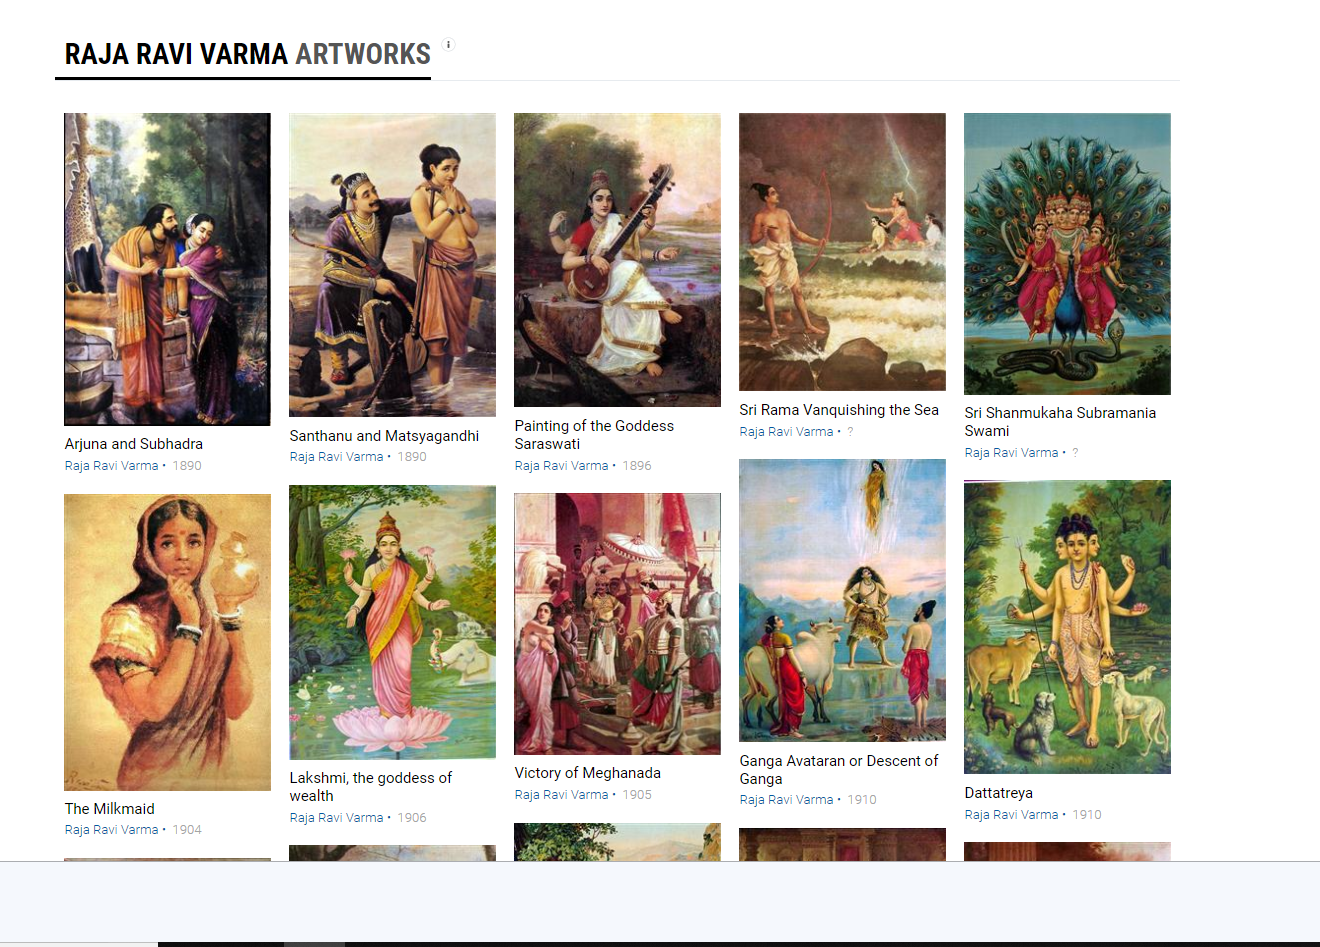 RAJA RAVI VARMA ARTWORKS i
Arjuna and Subhadra
Raja Ravi Varma • 1890
Santhanu and Matsyagandhi
Raja Ravi Varma • 1890
Painting of the Goddess
Saraswati
Raja Ravi Varma • 1896
Sri Rama Vanquishing the Sea
Raja Ravi Varma • ?
Sri Shanmukaha Subramania
Swami
Raja Ravi Varma • ?
The Milkmaid
Raja Ravi Varma • 1904
Lakshmi, the goddess of
wealth
Raja Ravi Varma • 1906
Victory of Meghanada
Raja Ravi Varma • 1905
Ganga Avataran or Descent of
Ganga
Raja Ravi Varma • 1910
Dattatreya
Raja Ravi Varma • 1910